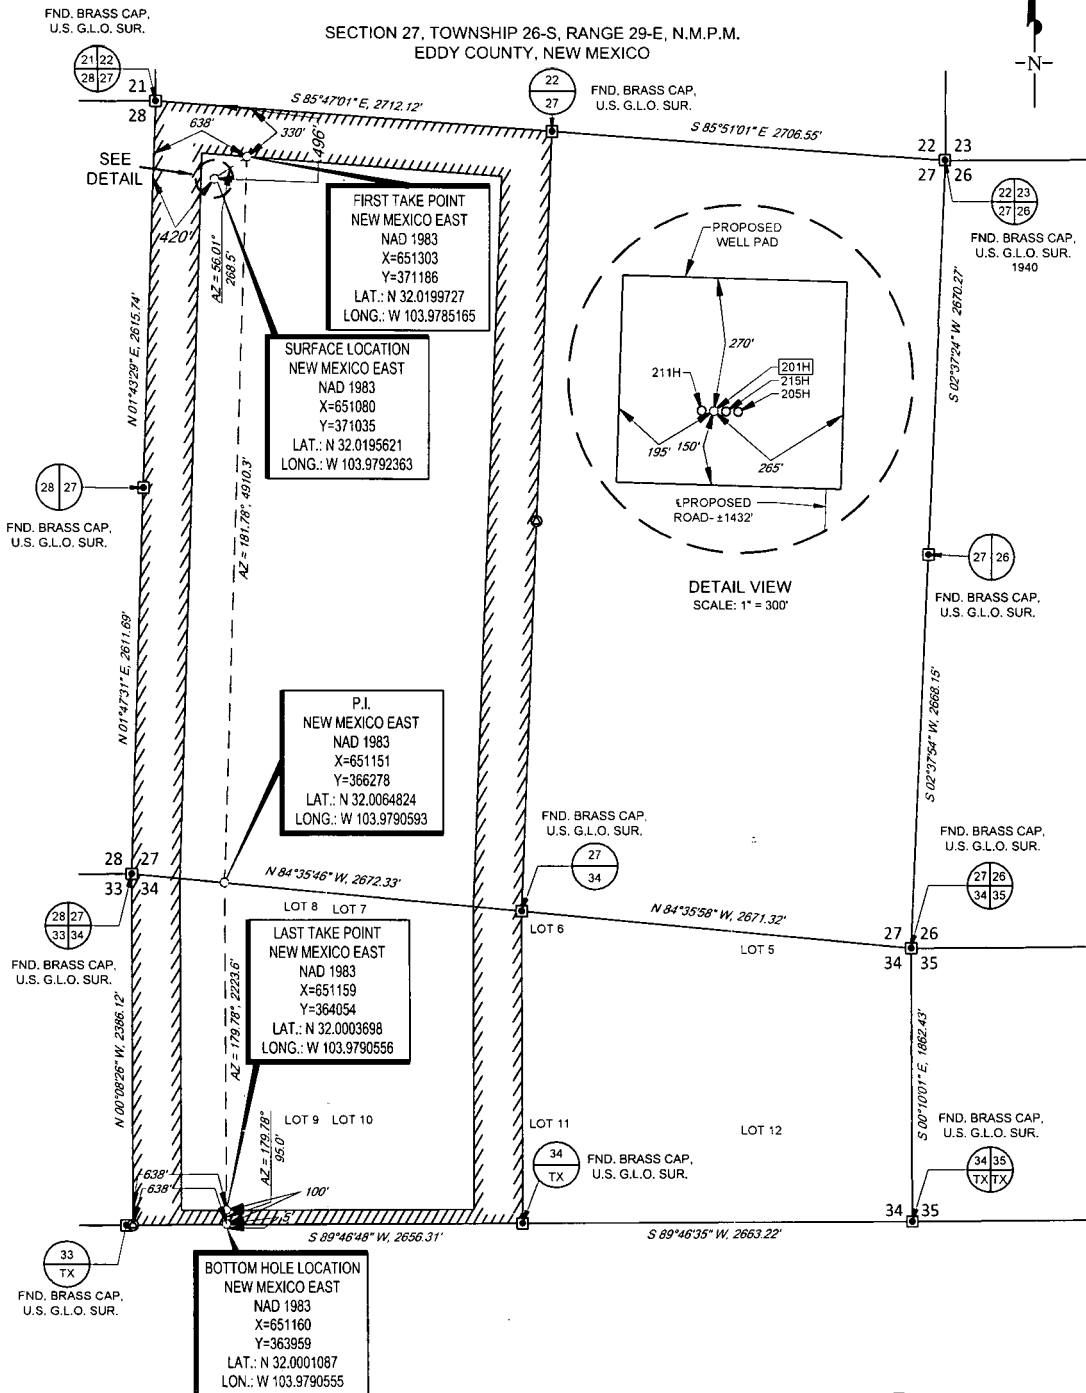 SECTION 27, TOWNSHIP 26-S, RANGE 29-E, N.M.P.M.
EDDY COUNTY, NEW MEXICO
-N-
FND. BRASS CAP,
U.S. G.L.O. SUR.
21 22
28 27
21
28
S 85°47'01" E, 2712.12'
22
27
FND. BRASS CAP,
U.S. G.L.O. SUR.
S 85°51'01" E 2706.55'
22 23
27 26
22 23
27 26
FND. BRASS CAP,
U.S. G.L.O. SUR.
1940
638'
330'
496'
SEE
DETAIL
420'
AZ = 56.01°
268.5'
FIRST TAKE POINT
NEW MEXICO EAST
NAD 1983
X=651303
Y=371186
LAT.: N 32.0199727
LONG.: W 103.9785165
SURFACE LOCATION
NEW MEXICO EAST
NAD 1983
X=651080
Y=371035
LAT.: N 32.0195621
LONG.: W 103.9792363
PROPOSED
WELL PAD
270'
211H
201H
215H
205H
195'
150'
265'
PROPOSED
ROAD- ±1432'
DETAIL VIEW
SCALE: 1" = 300'
N 01°43'29" E, 2615.74'
AZ = 181.78°, 4910.3'
S 02°37'24" W, 2670.27'
28 27
FND. BRASS CAP,
U.S. G.L.O. SUR.
27 26
FND. BRASS CAP,
U.S. G.L.O. SUR.
N 01°47'31" E, 2611.69'
S 02°37'54" W, 2668.15'
P.I.
NEW MEXICO EAST
NAD 1983
X=651151
Y=366278
LAT.: N 32.0064824
LONG.: W 103.9790593
FND. BRASS CAP,
U.S. G.L.O. SUR.
27
34
FND. BRASS CAP,
U.S. G.L.O. SUR.
27 26
34 35
28 27
33 34
N 84°35'46" W, 2672.33'
LOT 8 LOT 7
LOT 6
N 84°35'58" W, 2671.32'
LOT 5
27 26
34 35
28 27
33 34
FND. BRASS CAP,
U.S. G.L.O. SUR.
LAST TAKE POINT
NEW MEXICO EAST
NAD 1983
X=651159
Y=364054
LAT.: N 32.0003698
LONG.: W 103.9790556
N 00°08'26" W, 2386.12'
AZ = 179.78°, 2223.6'
S 00°10'01" E, 1862.43'
AZ = 179.78°
95.0'
LOT 9 LOT 10
LOT 11
LOT 12
FND. BRASS CAP,
U.S. G.L.O. SUR.
34 35
TX TX
34
TX
FND. BRASS CAP,
U.S. G.L.O. SUR.
638'
638'
100'
5'
34 35
S 89°46'48" W, 2656.31'
S 89°46'35" W, 2663.22'
33
TX
FND. BRASS CAP,
U.S. G.L.O. SUR.
BOTTOM HOLE LOCATION
NEW MEXICO EAST
NAD 1983
X=651160
Y=363959
LAT.: N 32.0001087
LON.: W 103.9790555